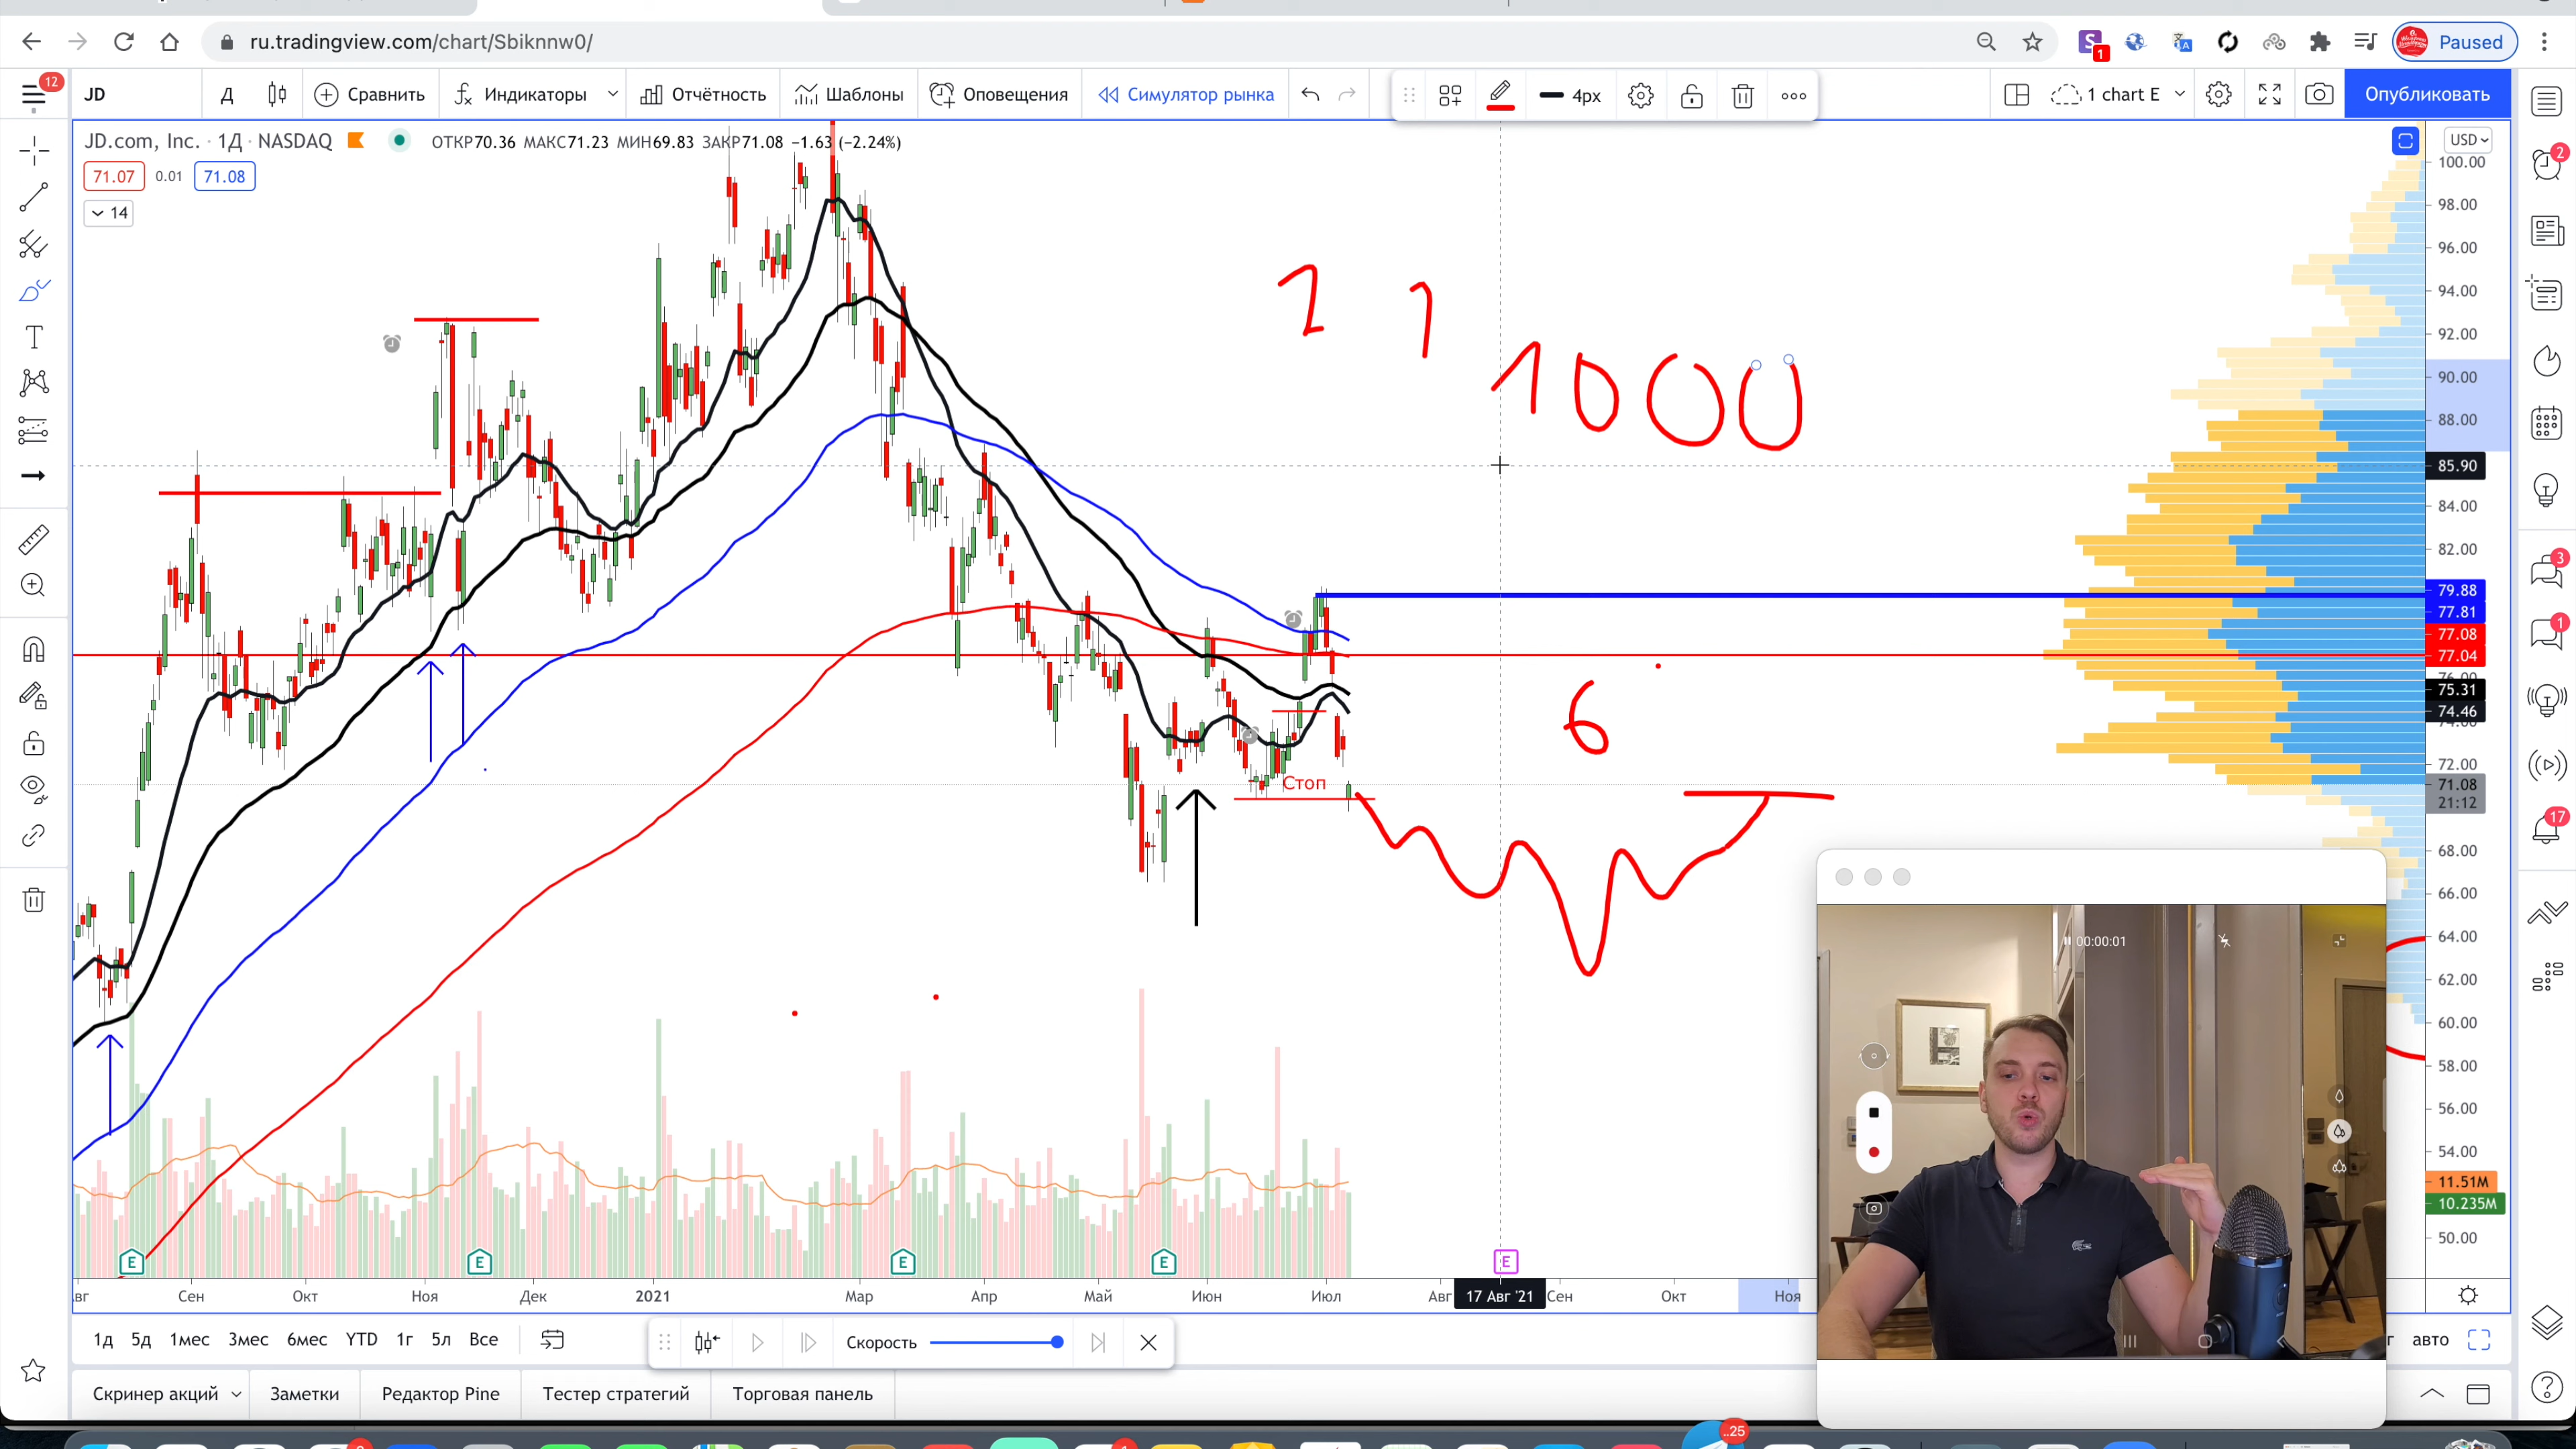 ru.tradingview.com/chart/Sbiknnw0/
S
1
Paused
12
JD
Д
Сравнить
Индикаторы
Отчётность
Шаблоны
Оповещения
Симулятор рынка
4px
1 chart E
Опубликовать
JD.com, Inc. · 1Д · NASDAQ
ОТКР70.36 МАКС71.23 МИН69.83 ЗАКР71.08 −1.63 (−2.24%)
USD
71.07
0.01
71.08
14
100.00
98.00
96.00
94.00
92.00
90.00
88.00
85.90
84.00
82.00
79.88
77.81
77.08
77.04
75.31
74.46
72.00
71.08
21:12
68.00
66.00
64.00
62.00
60.00
58.00
56.00
54.00
11.51M
10.235M
50.00
2
1
1000
6
Стоп
2
3
1
17
00:00:01
E
E
E
E
E
Сен
Окт
Ноя
Дек
2021
Мар
Апр
Май
Июн
Июл
Авг
17 Авг '21
Сен
Окт
Ноя
1д
5д
1мес
3мес
6мес
YTD
1г
5л
Все
Скорость
авто
Скринер акций
Заметки
Редактор Pine
Тестер стратегий
Торговая панель